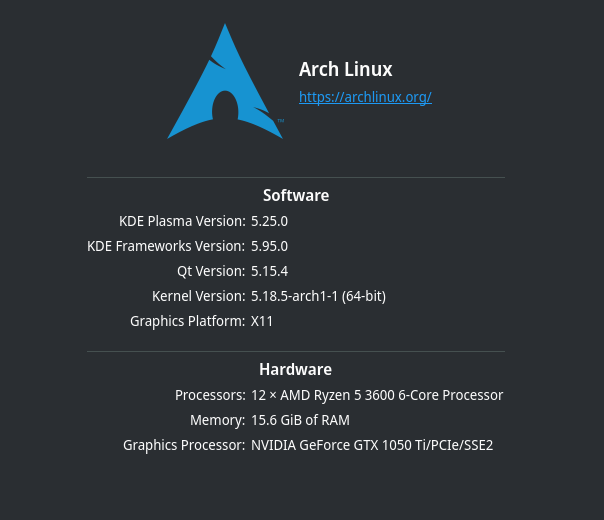 Arch Linux
https://archlinux.org/
™
Software
KDE Plasma Version: 5.25.0
KDE Frameworks Version: 5.95.0
Qt Version: 5.15.4
Kernel Version: 5.18.5-arch1-1 (64-bit)
Graphics Platform: X11
Hardware
Processors: 12 × AMD Ryzen 5 3600 6-Core Processor
Memory: 15.6 GiB of RAM
Graphics Processor: NVIDIA GeForce GTX 1050 Ti/PCIe/SSE2